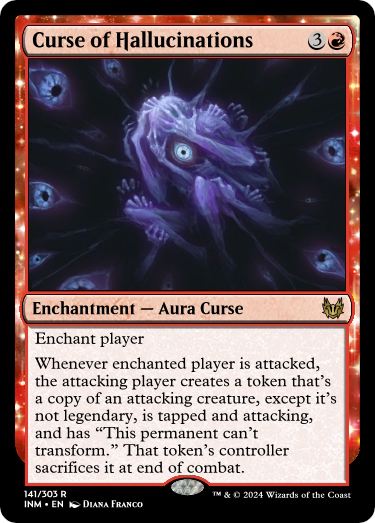 Curse of Hallucinations 3
Enchantment — Aura Curse
Enchant player
Whenever enchanted player is attacked,
the attacking player creates a token that's
a copy of an attacking creature, except it's
not legendary, is tapped and attacking,
and has “This permanent can't
transform.” That token's controller
sacrifices it at end of combat.
141/303 R
INM • EN Diana Franco
™ & © 2024 Wizards of the Coast